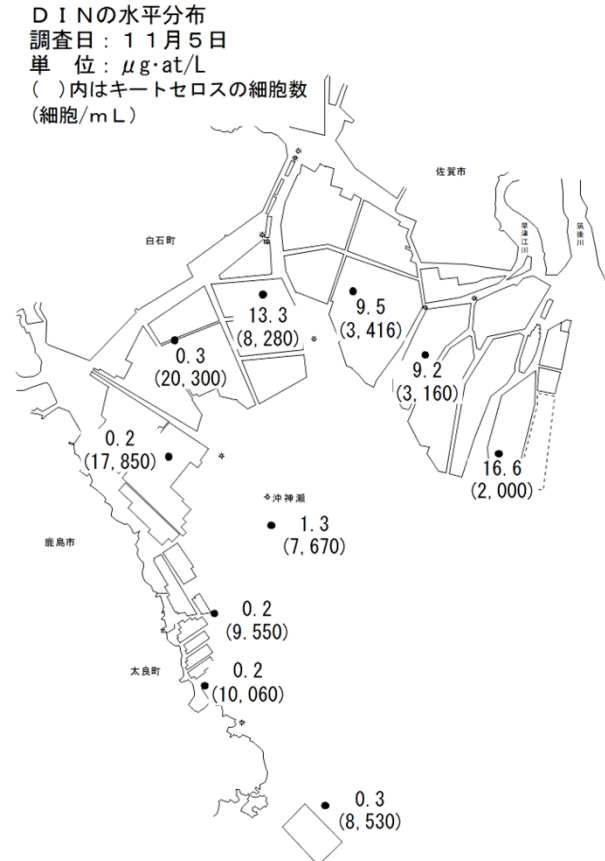 ＤＩＮの水平分布
調査日：１１月５日
単　位：μg･at/L
(　)内はキートセロスの細胞数
(細胞/ｍＬ)
佐賀市
早津江川
筑後川
白石町
13.3
(8,280)
9.5
(3,416)
0.3
(20,300)
9.2
(3,160)
0.2
(17,850)
16.6
(2,000)
沖神瀬
1.3
(7,670)
鹿島市
0.2
(9.550)
太良町
0.2
(10,060)
0.3
(8,530)